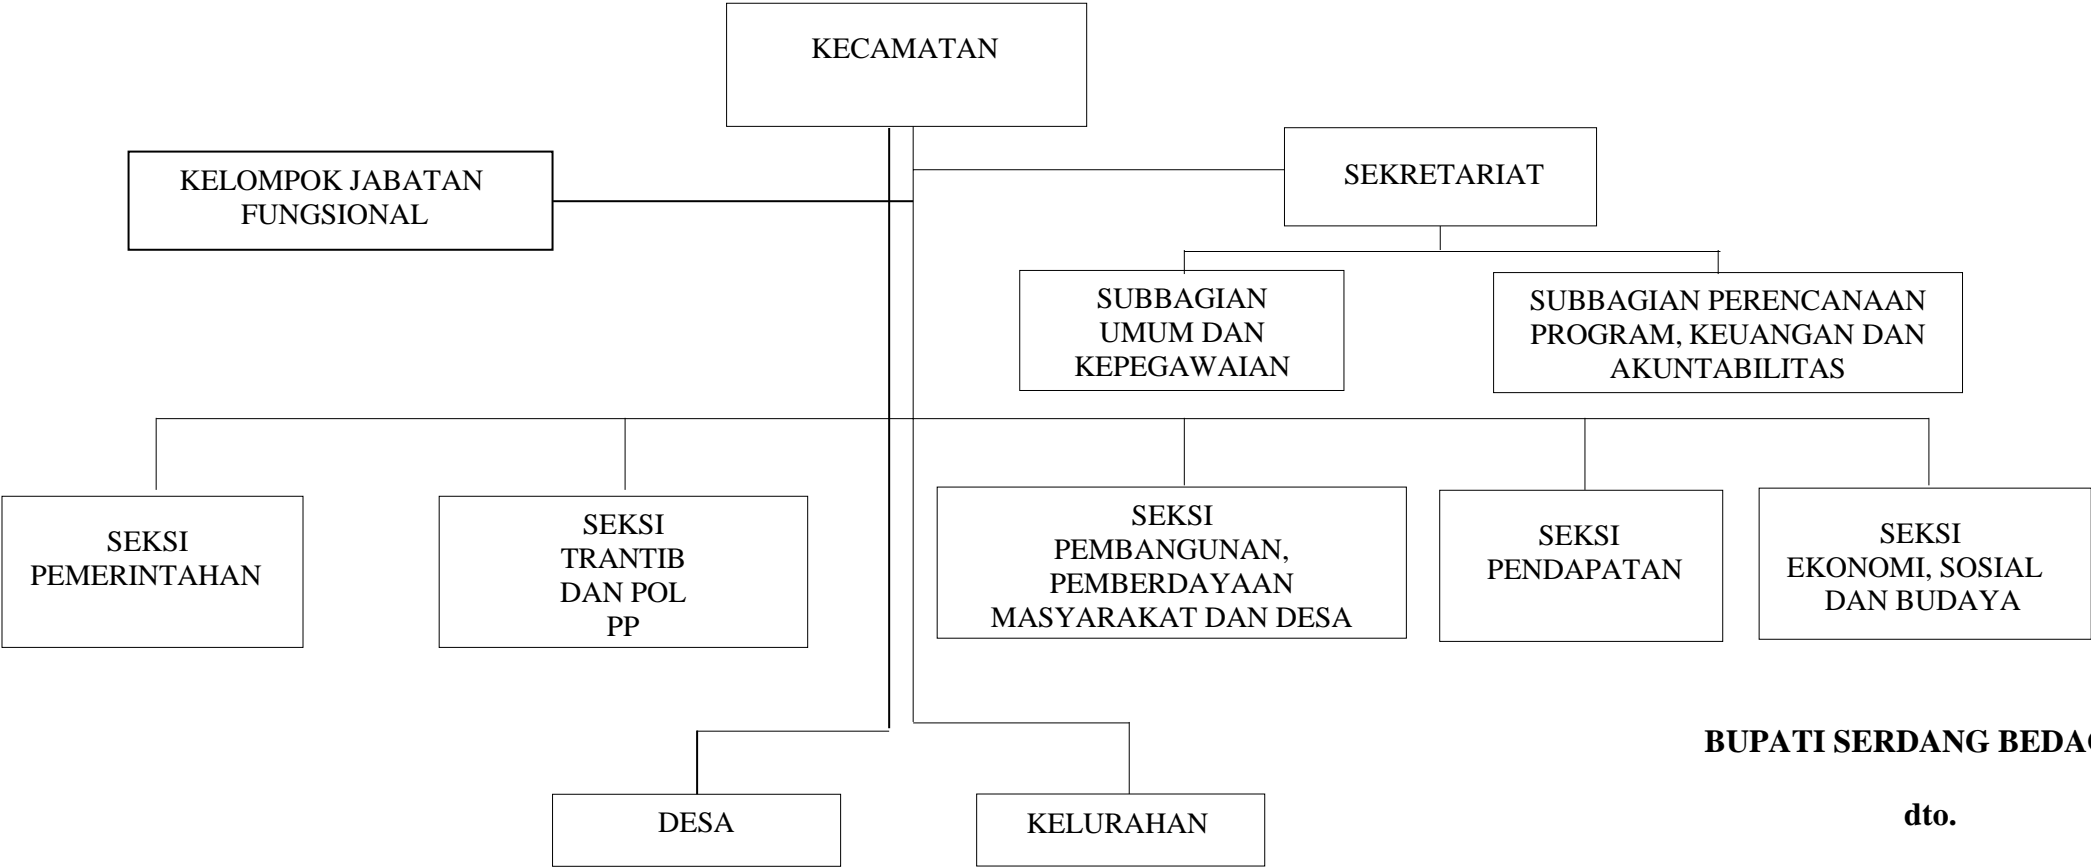 KECAMATAN
KELOMPOK JABATAN
FUNGSIONAL
SEKRETARIAT
SUBBAGIAN
UMUM DAN
KEPEGAWAIAN
SUBBAGIAN PERENCANAAN
PROGRAM, KEUANGAN DAN
AKUNTABILITAS
SEKSI
PEMERINTAHAN
SEKSI
TRANTIB
DAN POL
PP
SEKSI
PEMBANGUNAN,
PEMBERDAYAAN
MASYARAKAT DAN DESA
SEKSI
PENDAPATAN
SEKSI
EKONOMI, SOSIAL
DAN BUDAYA
DESA
KELURAHAN
BUPATI SERDANG
dto.